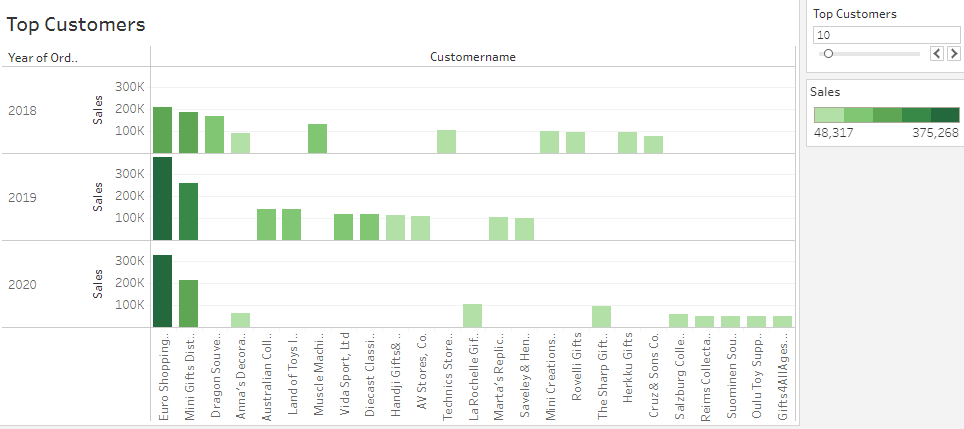 Top Customers
Year of Ord..
Customername
2018
Sales
300K
200K
100K
2019
Sales
300K
200K
100K
2020
Sales
300K
200K
100K
Euro Shopping..
Mini Gifts Dist..
Dragon Souve..
Anna's Decora..
Australian Coll..
Land of Toys I..
Muscle Machi..
Vida Sport, Ltd
Diecast Classi..
Handji Gifts& ..
AV Stores, Co.
Technics Store..
La Rochelle Gif..
Marta's Replic..
Saveley & Hen..
Mini Creations..
Rovelli Gifts
The Sharp Gift..
Herkku Gifts
Cruz & Sons Co.
Salzburg Colle..
Reims Collecta..
Suominen Sou..
Oulu Toy Supp..
Gifts4AllAges...
Top Customers
10
Sales
48,317 375,268